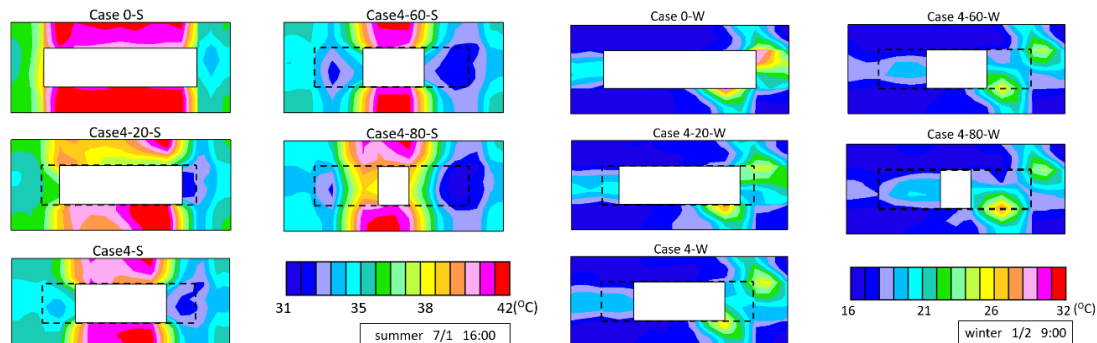 Case 0-S
Case4-60-S
Case 0-W
Case 4-60-W
Case4-20-S
Case4-80-S
Case 4-20-W
Case 4-80-W
Case4-S
Case 4-W
31 35 38 42(°C)
summer 7/1 16:00
16 21 26 32 (°C)
winter 1/2 9:00